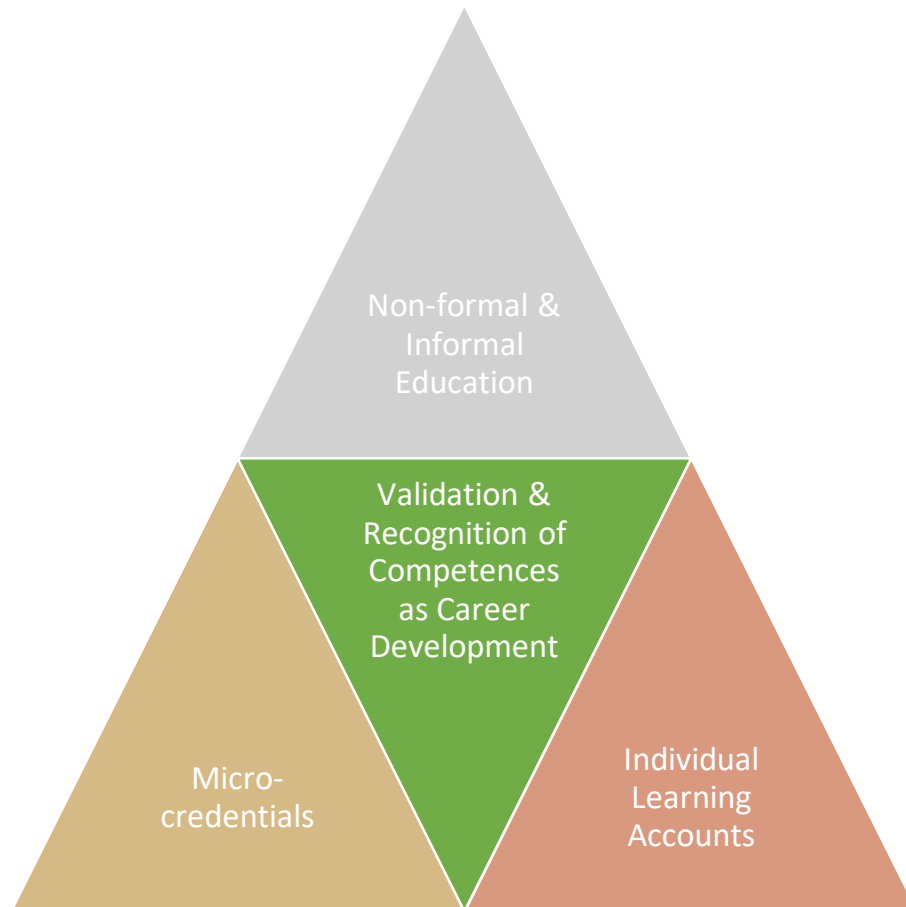 Non-formal &
Informal
Education
Validation &
Recognition of
Competences
as Career
Development
Micro-
credentials
Individual
Learning
Accounts